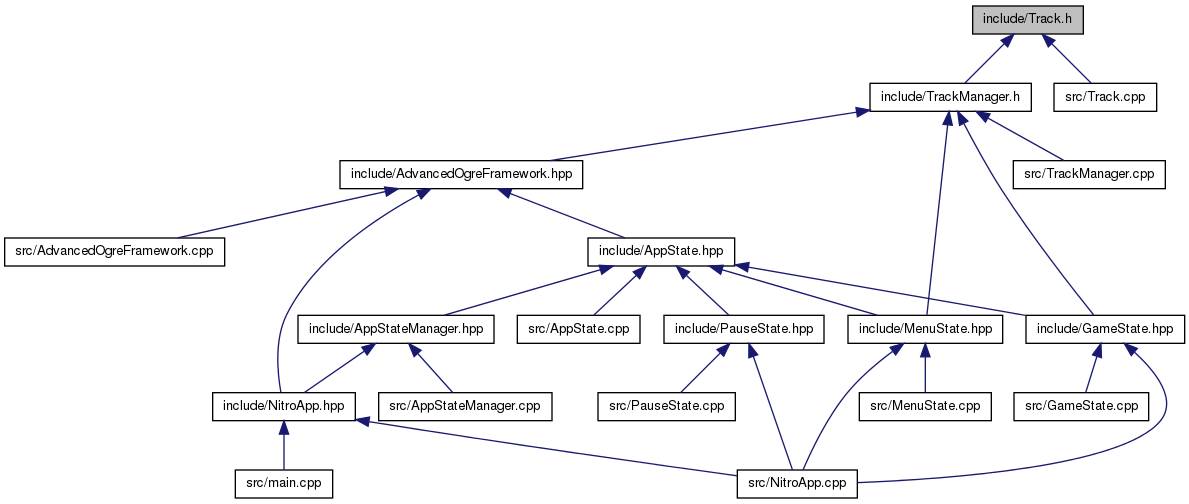 include/Track.h
include/TrackManager.h
src/Track.cpp
include/AdvancedOgreFramework.hpp
src/TrackManager.cpp
src/AdvancedOgreFramework.cpp
include/AppState.hpp
include/AppStateManager.hpp
src/AppState.cpp
include/PauseState.hpp
include/MenuState.hpp
include/GameState.hpp
include/NitroApp.hpp
src/AppStateManager.cpp
src/PauseState.cpp
src/MenuState.cpp
src/GameState.cpp
src/main.cpp
src/NitroApp.cpp